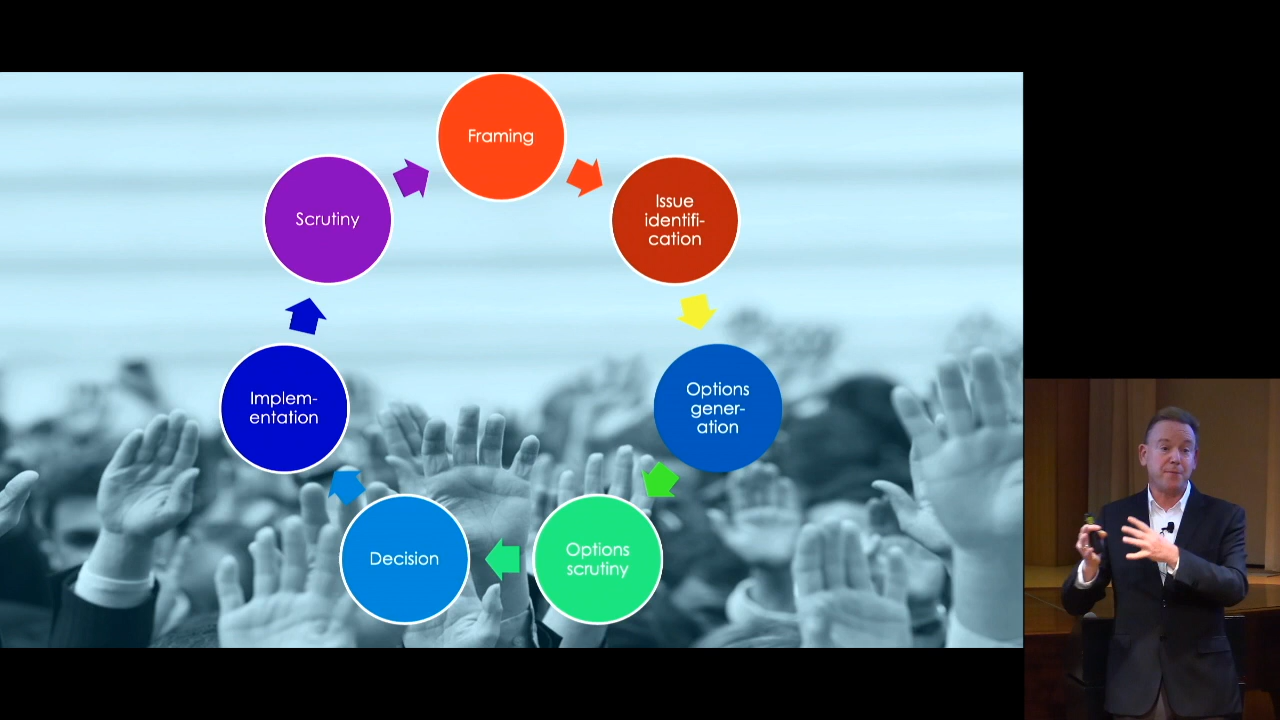 Framing
Issue
identifi-
cation
Options
gener-
ation
Options
scrutiny
Decision
Implem-
entation
Scrutiny